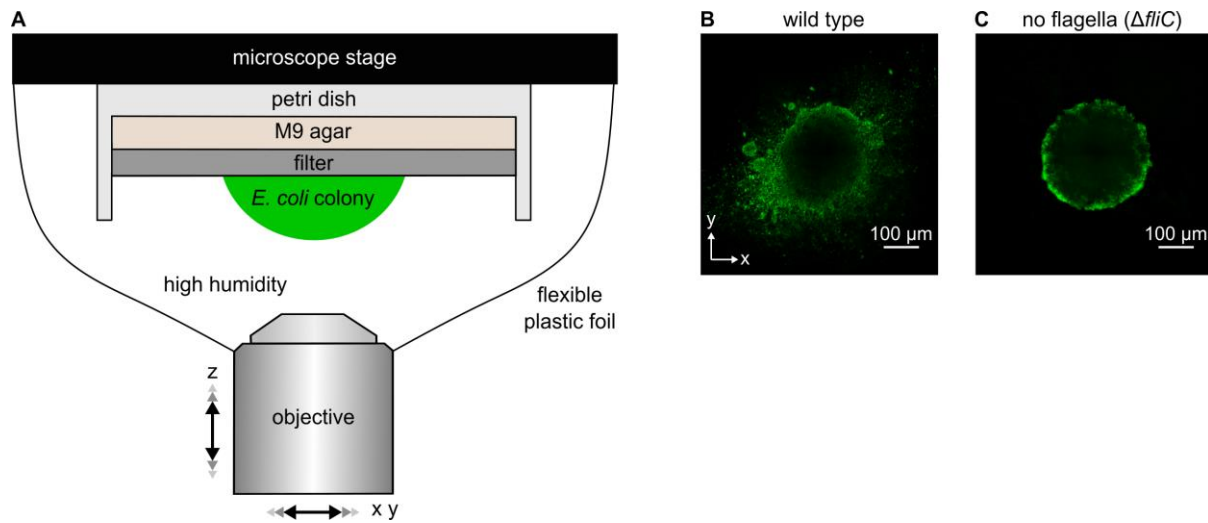 A
microscope stage
petri dish
M9 agar
filter
E. coli colony
high humidity
flexible
plastic foil
z
objective
x y
B wild type
y
x
100 μm
C no flagella (ΔfliC)
100 μm